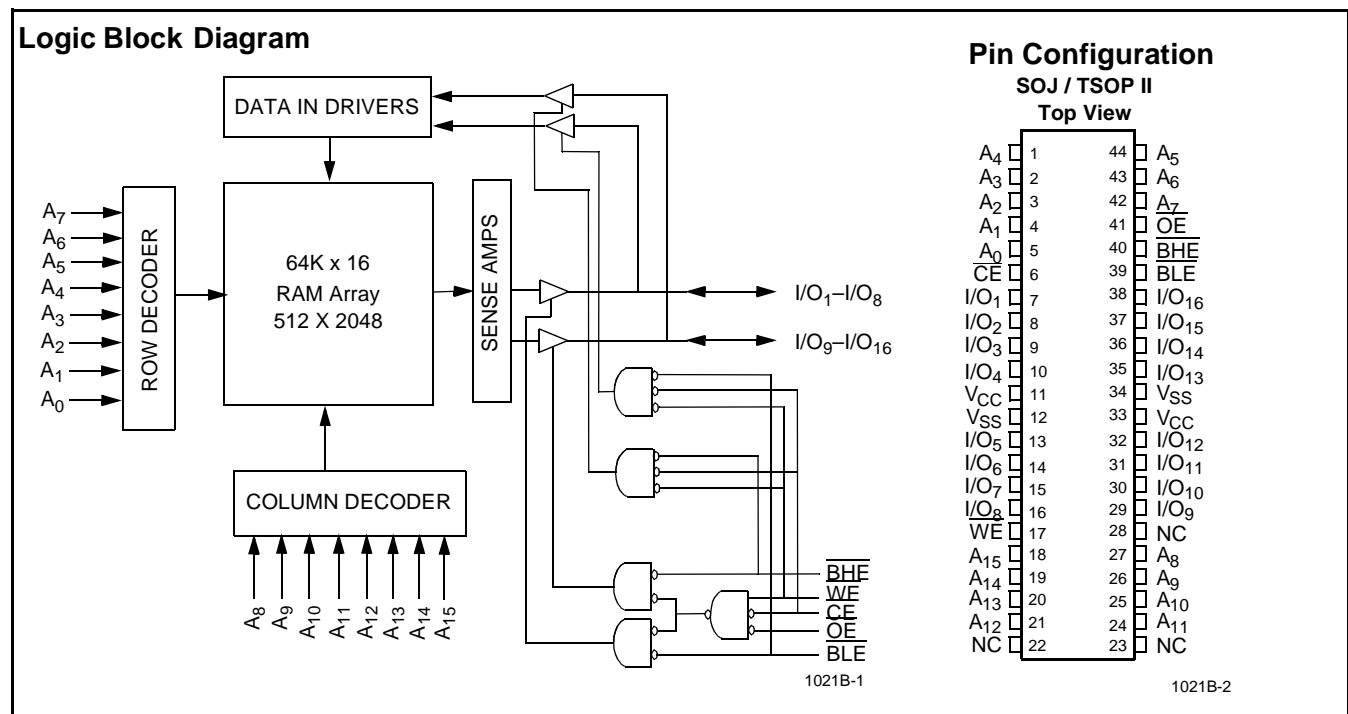 Logic Block Diagram
DATA IN DRIVERS
A7
A6
A5
A4
A3
A2
A1
A0
ROW DECODER
64K x 16
RAM Array
512 X 2048
SENSE AMPS
I/O1–I/O8
I/O9–I/O16
COLUMN DECODER
A8
A9
A10
A11
A12
A13
A14
A15
BHE
WE
CE
OE
BLE
1021B-1
Pin Configuration
SOJ / TSOP II
Top View
A4 1 44 A5
A3 2 43 A6
A2 3 42 A7
A1 4 41 OE
A0 5 40 BHE
CE 6 39 BLE
I/O1 7 38 I/O16
I/O2 8 37 I/O15
I/O3 9 36 I/O14
I/O4 10 35 I/O13
VCC 11 34 VSS
VSS 12 33 VCC
I/O5 13 32 I/O12
I/O6 14 31 I/O11
I/O7 15 30 I/O10
I/O8 16 29 I/O9
WE 17 28 NC
A15 18 27 A8
A14 19 26 A9
A13 20 25 A10
A12 21 24 A11
NC 22 23 NC
1021B-2